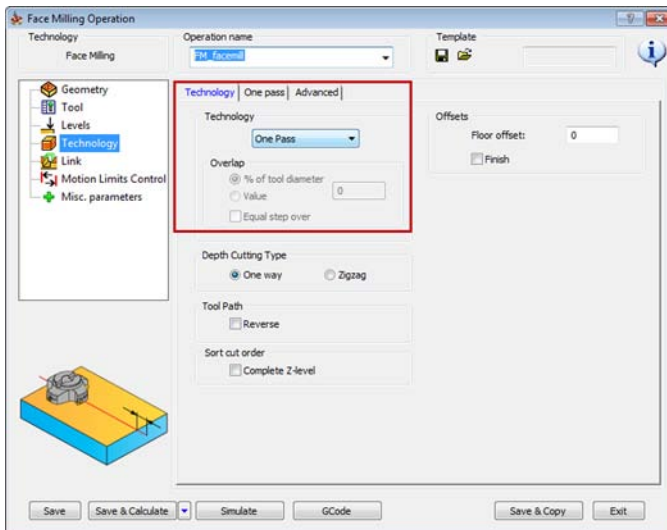 Face Milling Operation
Technology
Face Milling
Operation name
FM_facemill
Template
Geometry
Tool
Levels
Technology
Link
Motion Limits Control
Misc. parameters
Technology One pass Advanced
Technology
One Pass
Overlap
% of tool diameter
0
Value
Equal step over
Offsets
Floor offset: 0
Finish
Depth Cutting Type
One way Zigzag
Tool Path
Reverse
Sort cut order
Complete Z-level
Save Save & Calculate Simulate GCode Save & Copy Exit